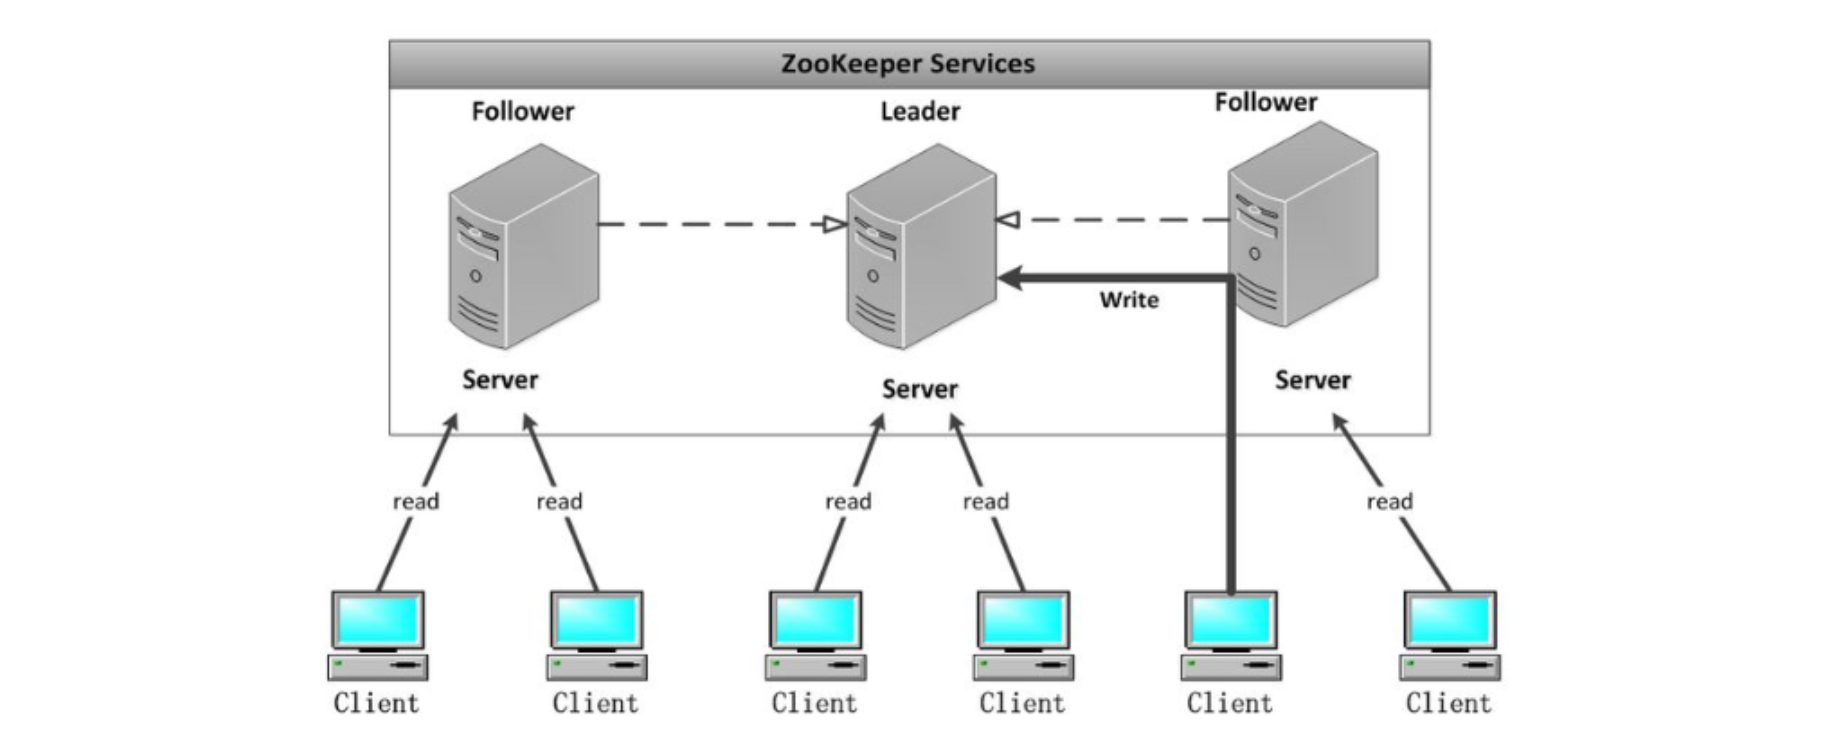 ZooKeeper Services
Follower
Leader
Follower
Write
Server
Server
Server
read
read
read
read
read
Client
Client
Client
Client
Client
Client